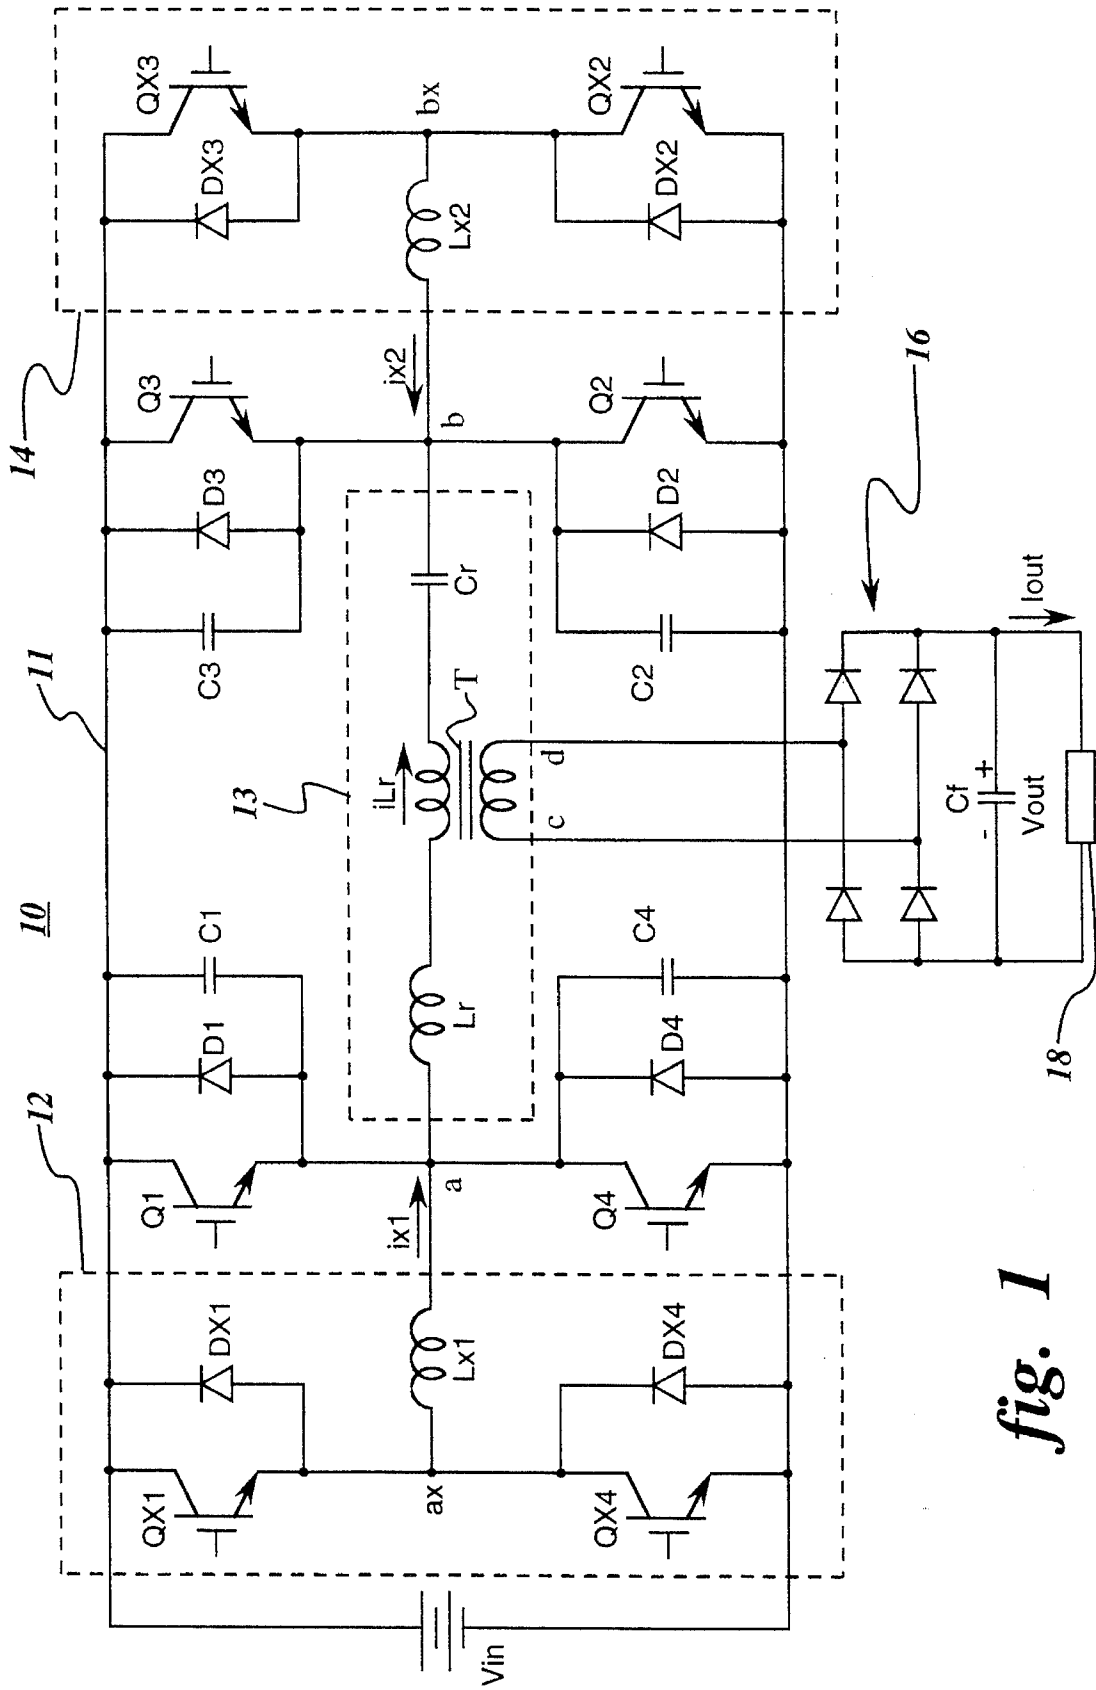 10
11
12
13
14
16
18
Vin
QX1
DX1
QX4
DX4
ax
Lx1
ix1
a
Q1
D1
C1
Q4
D4
C4
Lr
iLr
T
c
d
Cr
C3
D3
Q3
C2
D2
Q2
b
ix2
Lx2
bx
DX3
QX3
DX2
QX2
Cf
- +
Vout
Iout
fig. 1